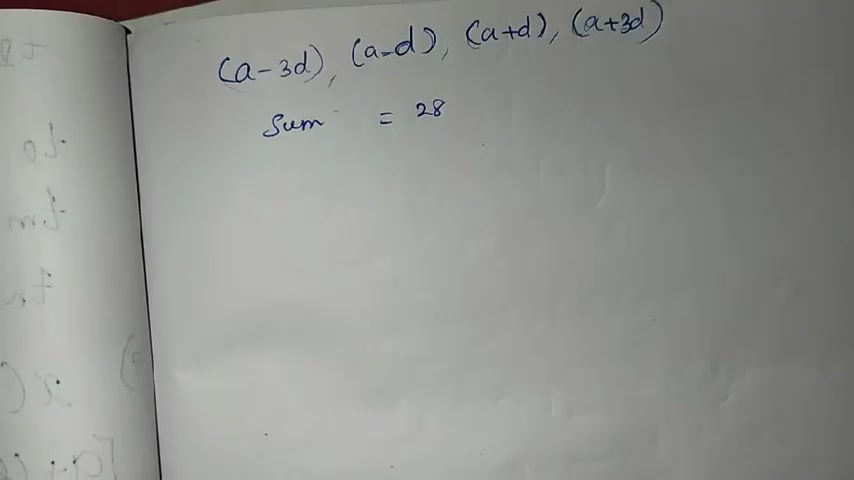 (a-3d), (a-d), (a+d), (a+3d)
Sum = 28